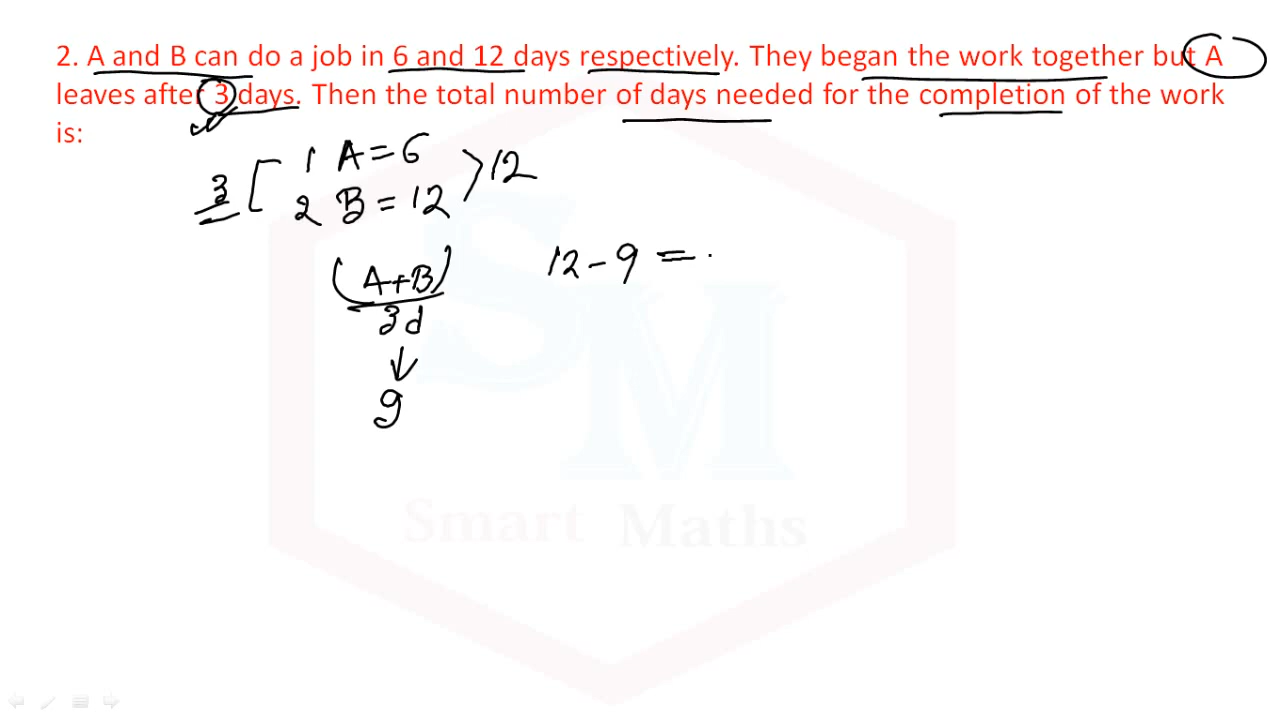 2. A and B can do a job in 6 and 12 days respectively. They began the work together but A
leaves after 3 days. Then the total number of days needed for the completion of the work
is:
1 A = 6
3 [ > 12
2 B = 12
(A+B) 12 - 9 = .
3d
↓
9
SM
Smart Maths